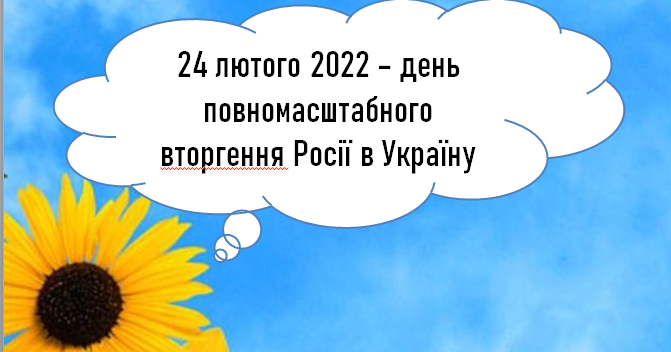 24 лютого 2022 – день
повномасштабного
вторгення Росії в Україну